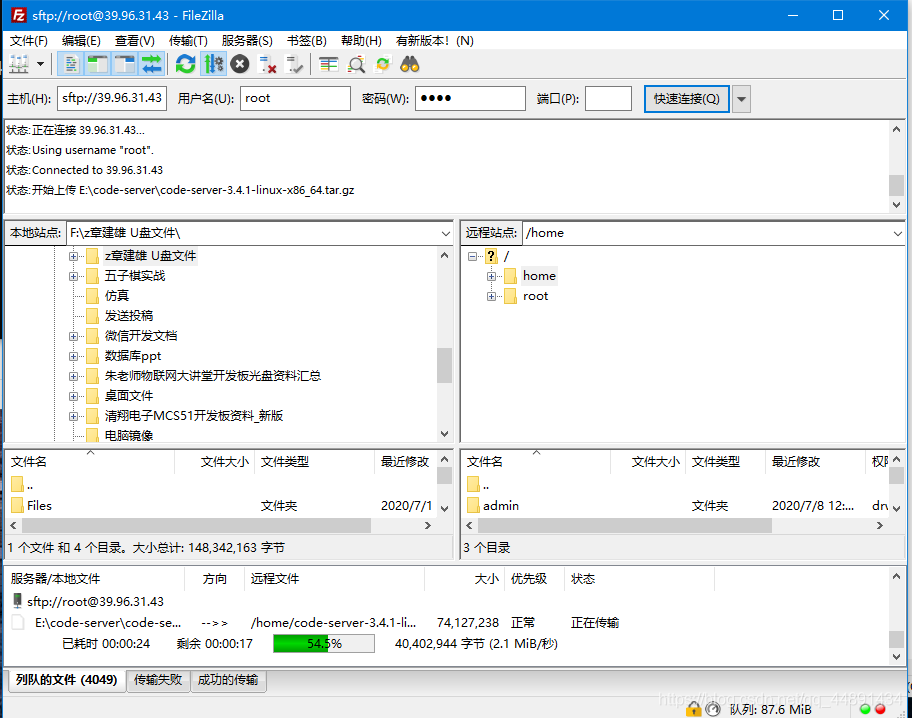 sftp://root@39.96.31.43 - FileZilla
文件(F) 编辑(E) 查看(V) 传输(T) 服务器(S) 书签(B) 帮助(H) 有新版本! (N)
主机(H): sftp://39.96.31.43 用户名(U): root 密码(W): ●●●● 端口(P): 快速连接(Q)
状态:正在连接 39.96.31.43...
状态:Using username "root".
状态:Connected to 39.96.31.43
状态:开始上传 E:\code-server\code-server-3.4.1-linux-x86_64.tar.gz
本地站点: F:\z章建雄 U盘文件\
z章建雄 U盘文件
五子棋实战
仿真
发送投稿
微信开发文档
数据库ppt
朱老师物联网大讲堂开发板光盘资料汇总
桌面文件
清翔电子MCS51开发板资料_新版
电脑镜像
远程站点: /home
/
home
root
文件名 文件大小 文件类型 最近修改
..
Files 文件夹 2020/7/1
1 个文件 和 4 个目录。大小总计: 148,342,163 字节
文件名 文件大小 文件类型 最近修改 权限
..
admin 文件夹 2020/7/8 12:... drw
3 个目录
服务器/本地文件 方向 远程文件 大小 优先级 状态
sftp://root@39.96.31.43
E:\code-server\code-se... -->> /home/code-server-3.4.1-li... 74,127,238 正常 正在传输
已耗时 00:00:24 剩余 00:00:17 54.5% 40,402,944 字节 (2.1 MiB/秒)
列队的文件 (4049) 传输失败 成功的传输
https://blog.csdn.net/qq_44891434
队列: 87.6 MiB